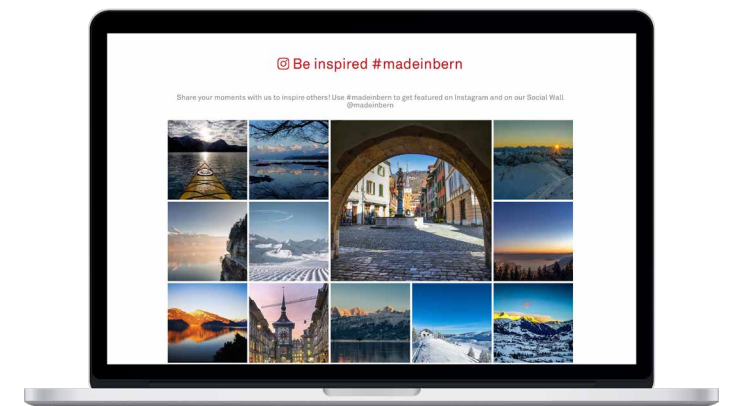 Be inspired #madeinbern
Share your moments with us to inspire others! Use #madeinbern to get featured on Instagram and on our Social Wall
@madeinbern